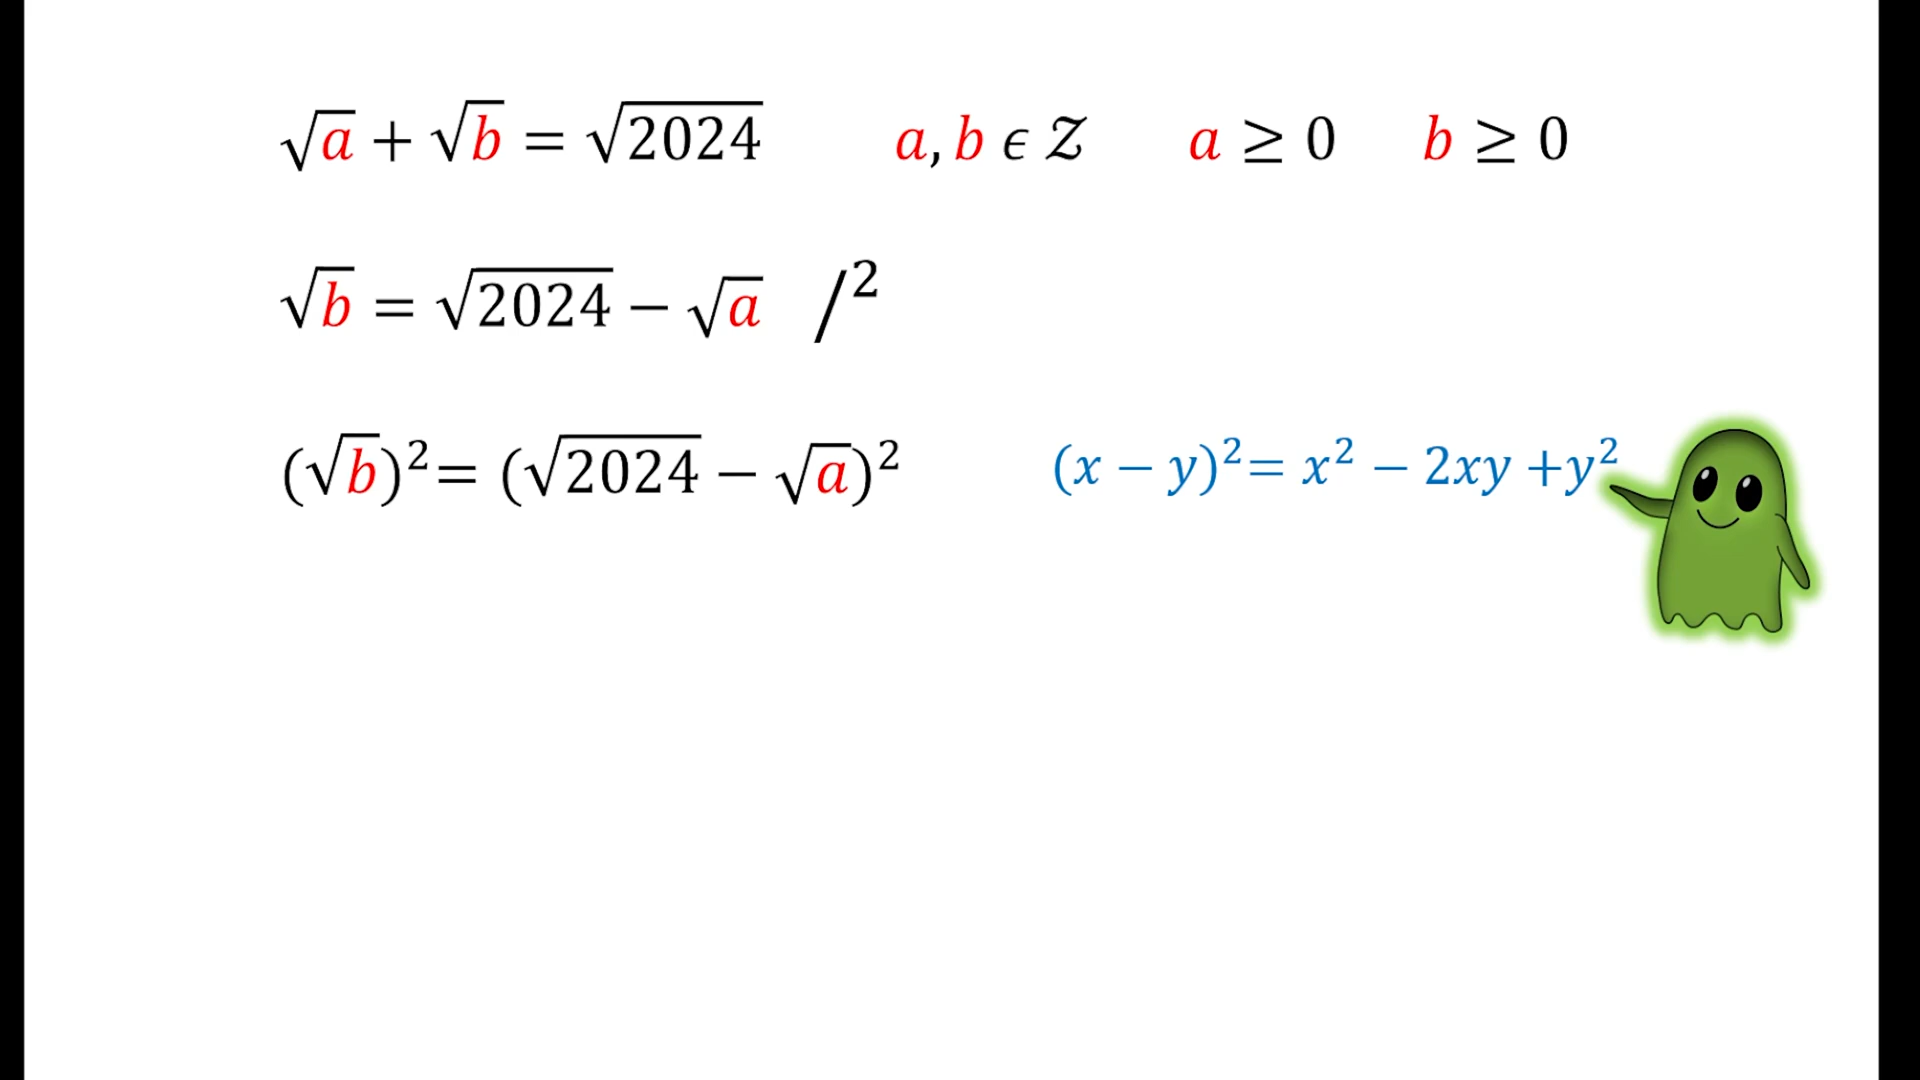 √a + √b = √2024 a, b ϵ Z a ≥ 0 b ≥ 0
√b = √2024 − √a /²
(√b)² = (√2024 − √a)² (x − y)² = x² − 2xy + y²